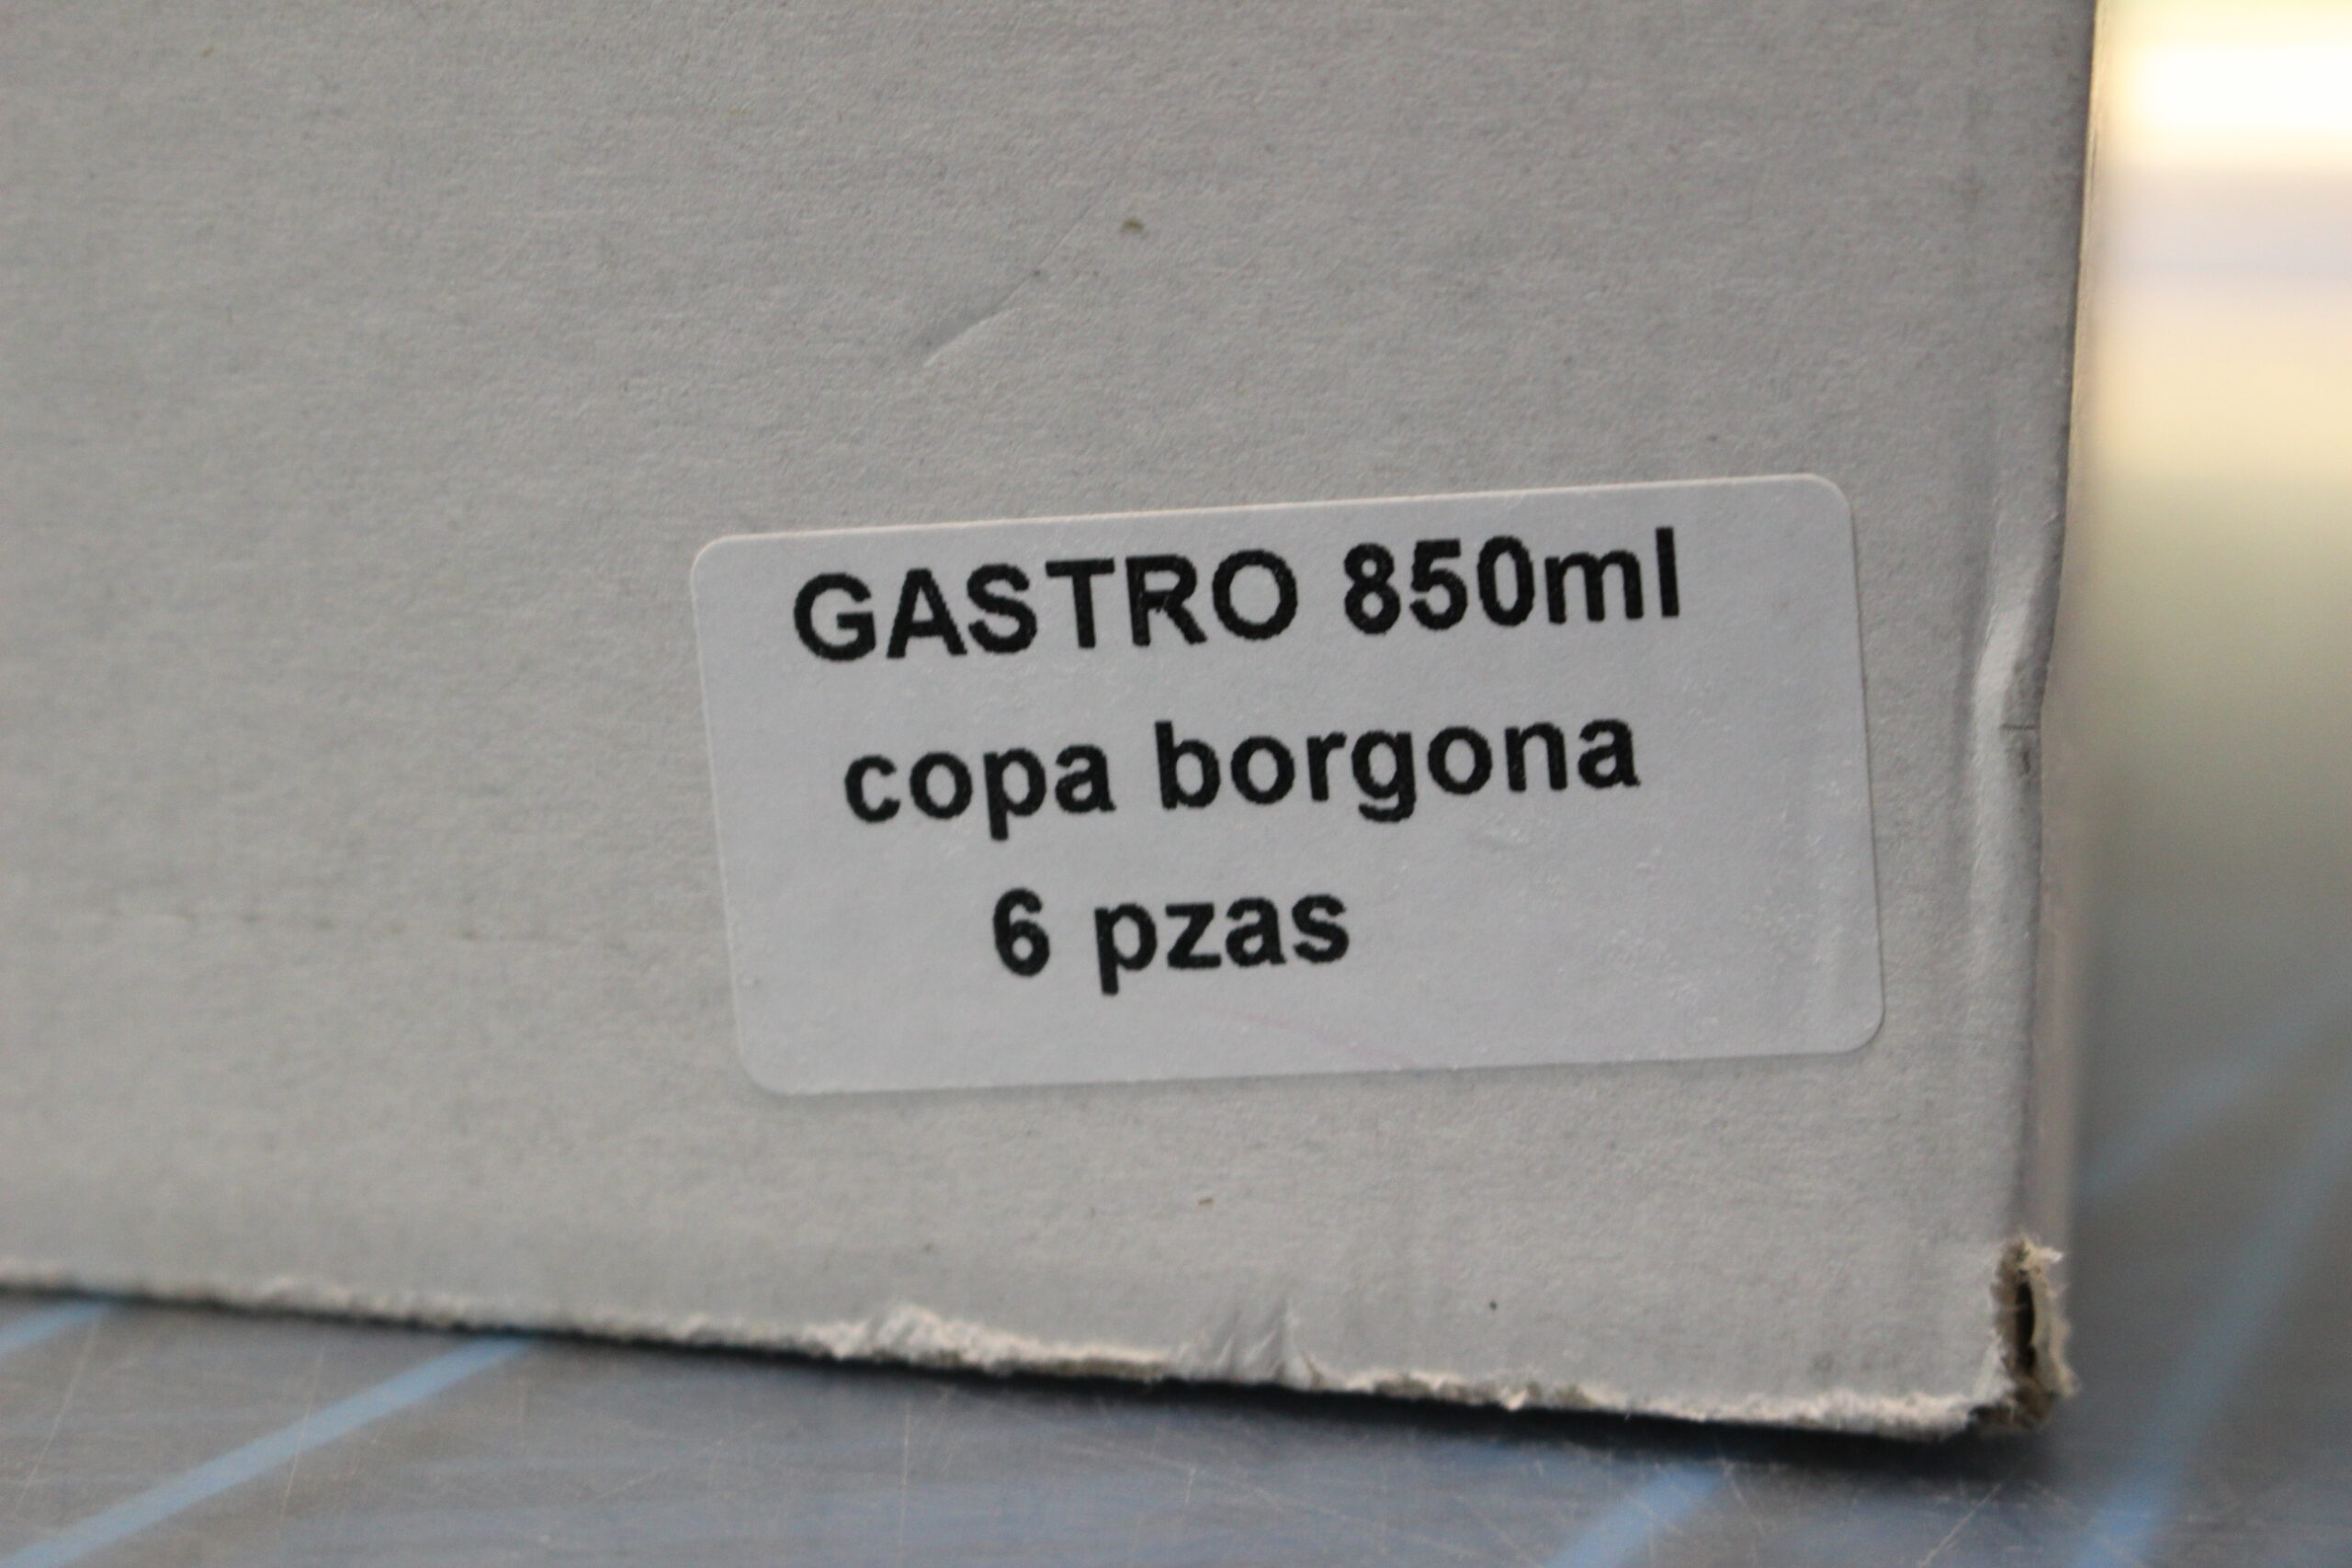 GASTRO 850ml
copa borgona
6 pzas